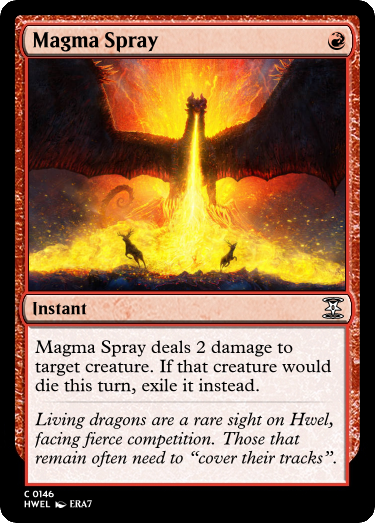 Magma Spray
Instant
Magma Spray deals 2 damage to
target creature. If that creature would
die this turn, exile it instead.
Living dragons are a rare sight on Hwel,
facing fierce competition. Those that
remain often need to “cover their tracks”.
C 0146
HWEL ERA7